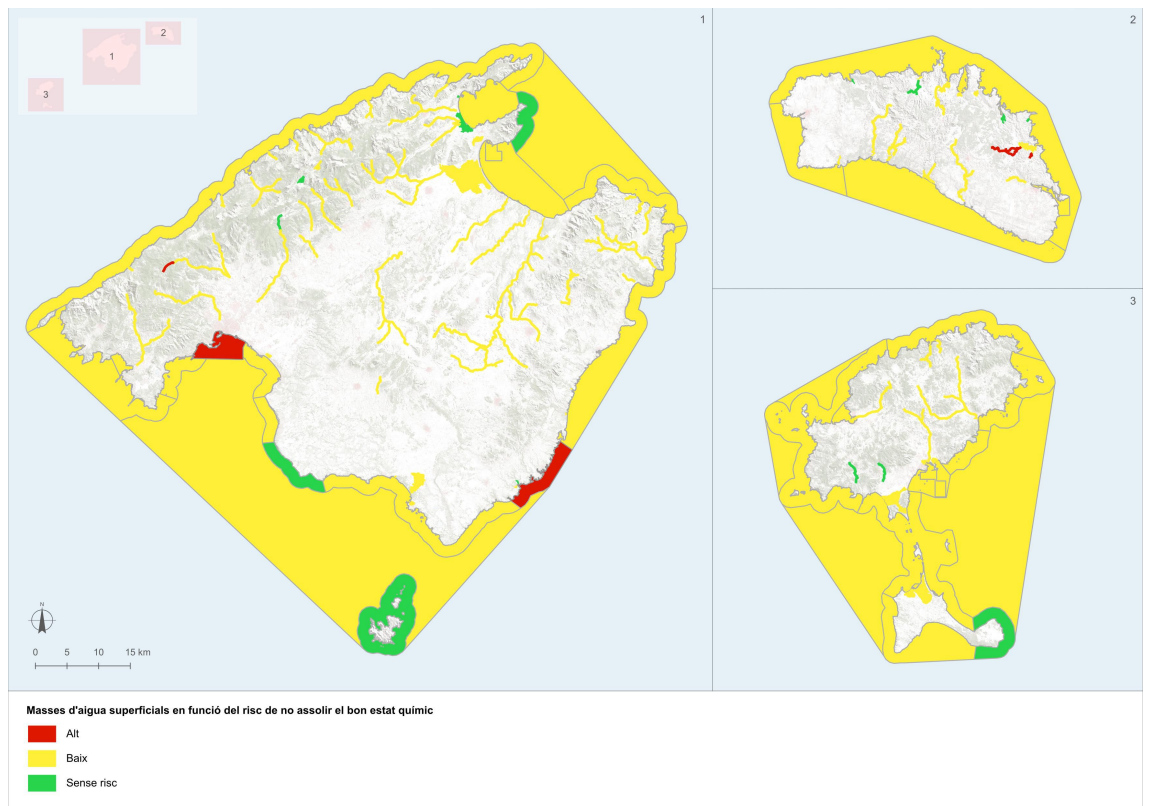 1
2
1
3
2
3
N
0 5 10 15 km
Masses d'aigua superficials en funció del risc de no assolir el bon estat químic
Alt
Baix
Sense risc